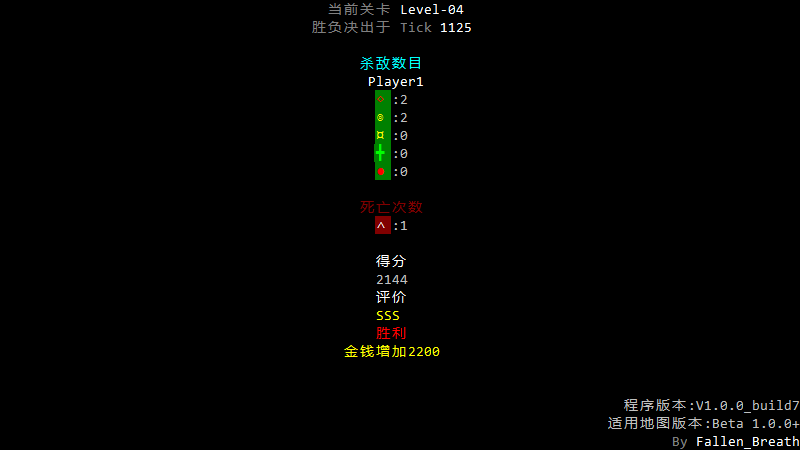 当前关卡 Level-04
胜负决出于 Tick 1125
杀敌数目
Player1
◇:2
◎:2
¤:0
╋:0
●:0
死亡次数
^:1
得分
2144
评价
SSS
胜利
金钱增加2200
程序版本:V1.0.0_build7
适用地图版本:Beta 1.0.0+
By Fallen_Breath